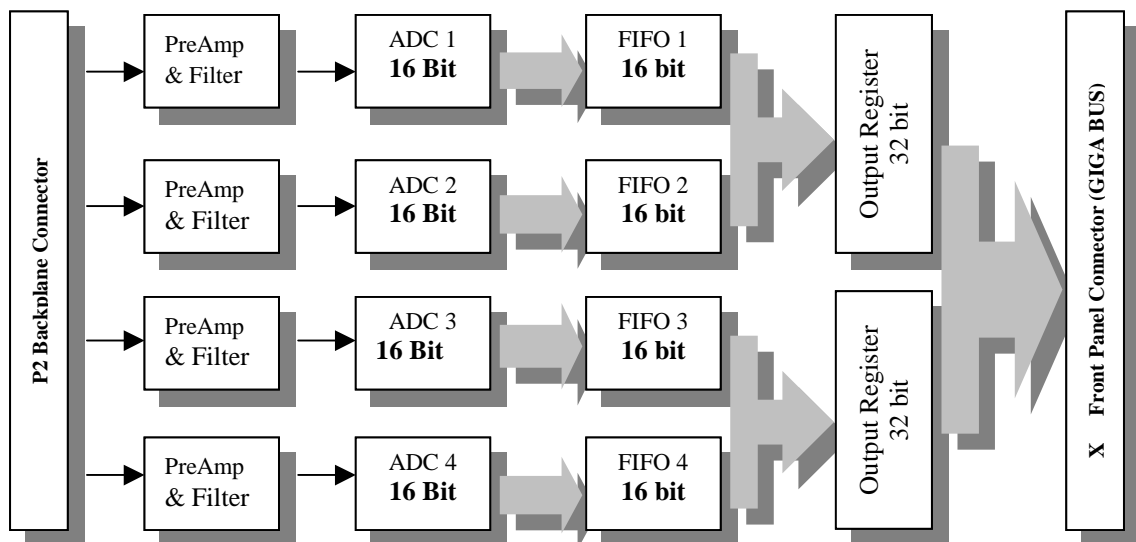 P2 Backplane Connector
PreAmp
& Filter
ADC 1
16 Bit
FIFO 1
16 bit
PreAmp
& Filter
ADC 2
16 Bit
FIFO 2
16 bit
Output Register
32 bit
PreAmp
& Filter
ADC 3
16 Bit
FIFO 3
16 bit
PreAmp
& Filter
ADC 4
16 Bit
FIFO 4
16 bit
Output Register
32 bit
X Front Panel Connector (GIGA BUS)